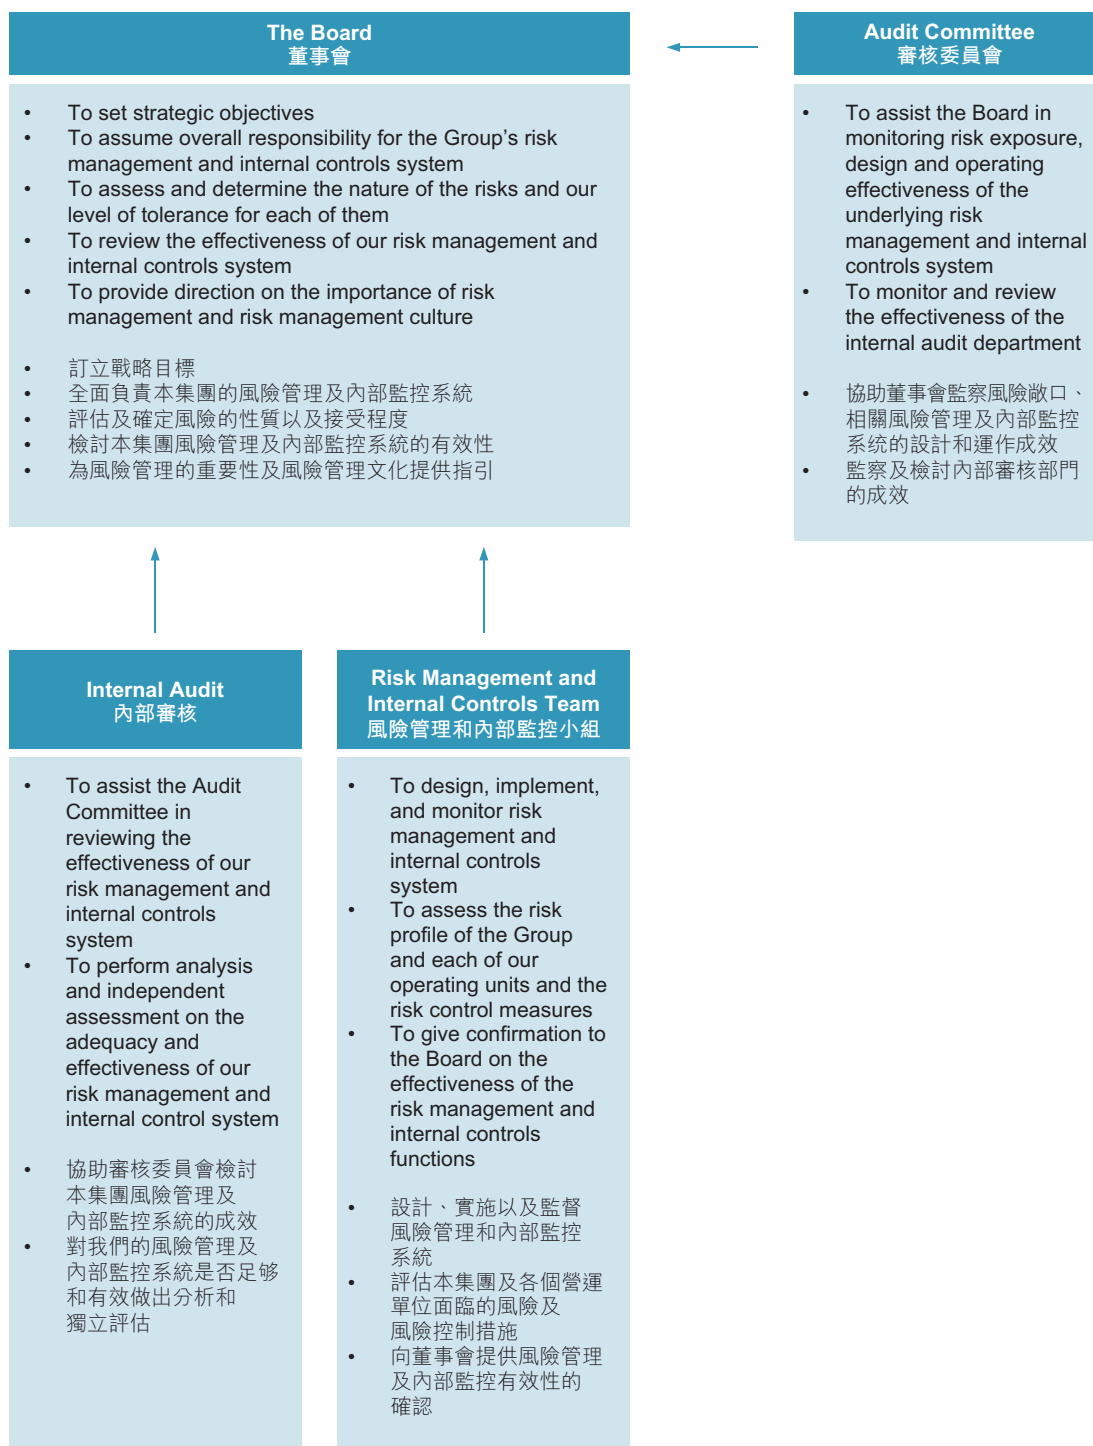 The Board
董事會
• To set strategic objectives
• To assume overall responsibility for the Group's risk
management and internal controls system
• To assess and determine the nature of the risks and our
level of tolerance for each of them
• To review the effectiveness of our risk management and
internal controls system
• To provide direction on the importance of risk
management and risk management culture
• 訂立戰略目標
• 全面負責本集團的風險管理及內部監控系統
• 評估及確定風險的性質以及接受程度
• 檢討本集團風險管理及內部監控系統的有效性
• 為風險管理的重要性及風險管理文化提供指引
Audit Committee
審核委員會
• To assist the Board in
monitoring risk exposure,
design and operating
effectiveness of the
underlying risk
management and internal
controls system
• To monitor and review
the effectiveness of the
internal audit department
• 協助董事會監察風險敞口、
相關風險管理及內部監控
系統的設計和運作成效
• 監察及檢討內部審核部門
的成效
Internal Audit
內部審核
• To assist the Audit
Committee in
reviewing the
effectiveness of our
risk management and
internal controls
system
• To perform analysis
and independent
assessment on the
adequacy and
effectiveness of our
risk management and
internal control system
• 協助審核委員會檢討
本集團風險管理及
內部監控系統的成效
• 對我們的風險管理及
內部監控系統是否足够
和有效做出分析和
獨立評估
Risk Management and
Internal Controls Team
風險管理和內部監控小組
• To design, implement,
and monitor risk
management and
internal controls
system
• To assess the risk
profile of the Group
and each of our
operating units and the
risk control measures
• To give confirmation to
the Board on the
effectiveness of the
risk management and
internal controls
functions
• 設計、實施以及監督
風險管理和內部監控
系統
• 評估本集團及各個營運
單位面臨的風險及
風險控制措施
• 向董事會提供風險管理
及內部監控有效性的
確認